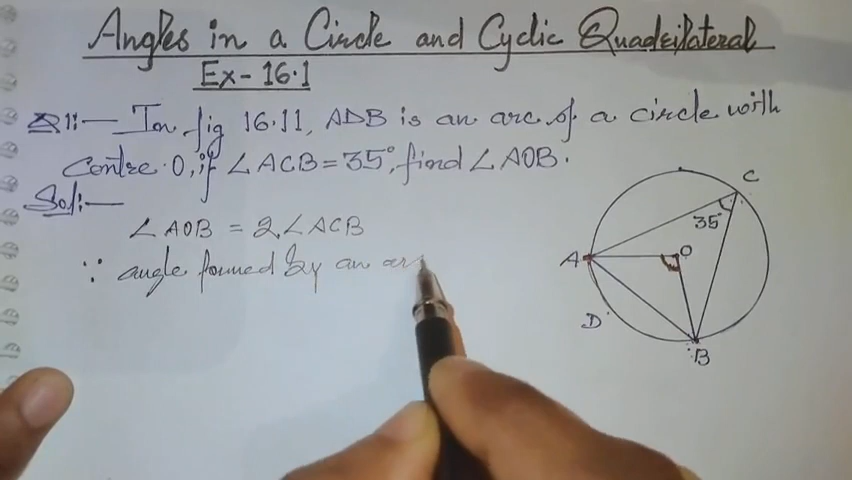 Angles in a Circle and Cyclic Quadrilateral
Ex- 16.1
Q1:— In fig 16.11, ADB is an arc of a circle with
Centre O, if ∠ACB = 35°, find ∠AOB.
Sol:—
∠AOB = 2∠ACB
∵ angle formed by an ar
C
35°
A
O
D
B